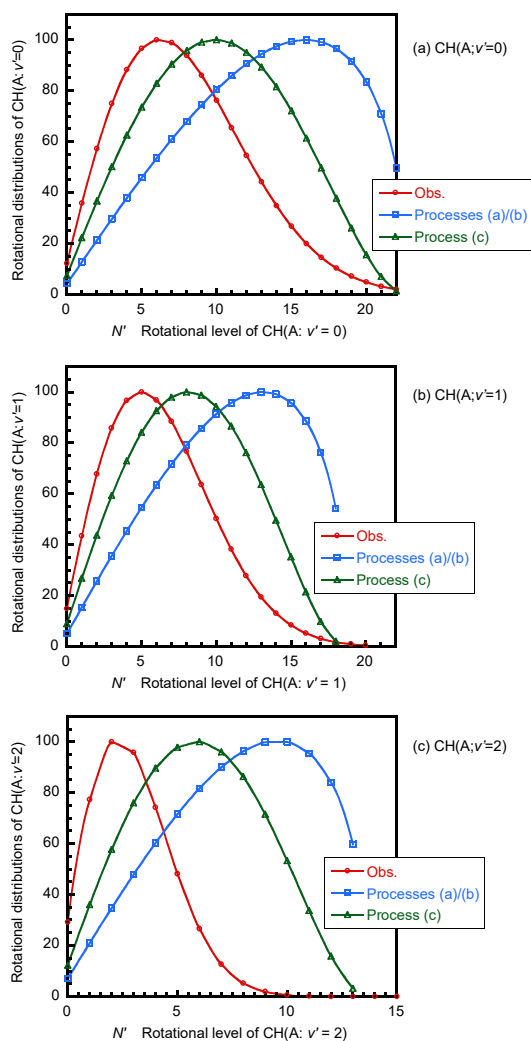 (a) CH(A;v'=0)
Rotational distributions of CH(A: v'=0)
100
80
60
40
20
0
Obs.
Processes (a)/(b)
Process (c)
0 5 10 15 20
N' Rotational level of CH(A: v' = 0)
(b) CH(A;v'=1)
Rotational distributions of CH(A:v'=1)
100
80
60
40
20
0
Obs.
Processes (a)/(b)
Process (c)
0 5 10 15 20
N' Rotational level of CH(A: v' = 1)
(c) CH(A;v'=2)
Rotational distributions of CH(A:v'=2)
100
80
60
40
20
0
Obs.
Processes (a)/(b)
Process (c)
0 5 10 15
N' Rotational level of CH(A: v' = 2)